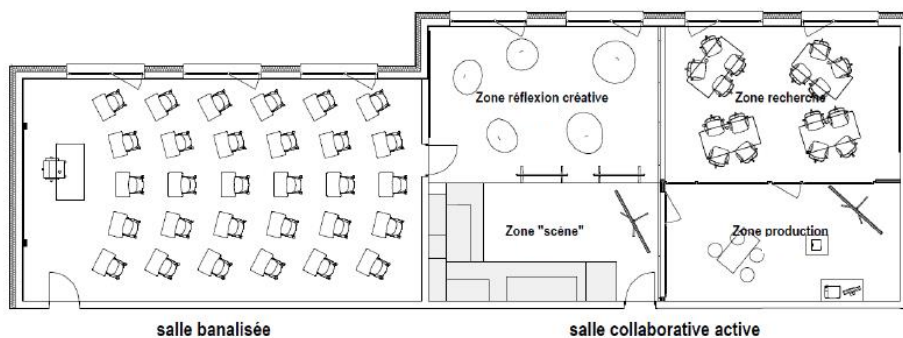 Zone réflexion créative
Zone recherche
Zone "scène"
Zone production
salle banalisée
salle collaborative active